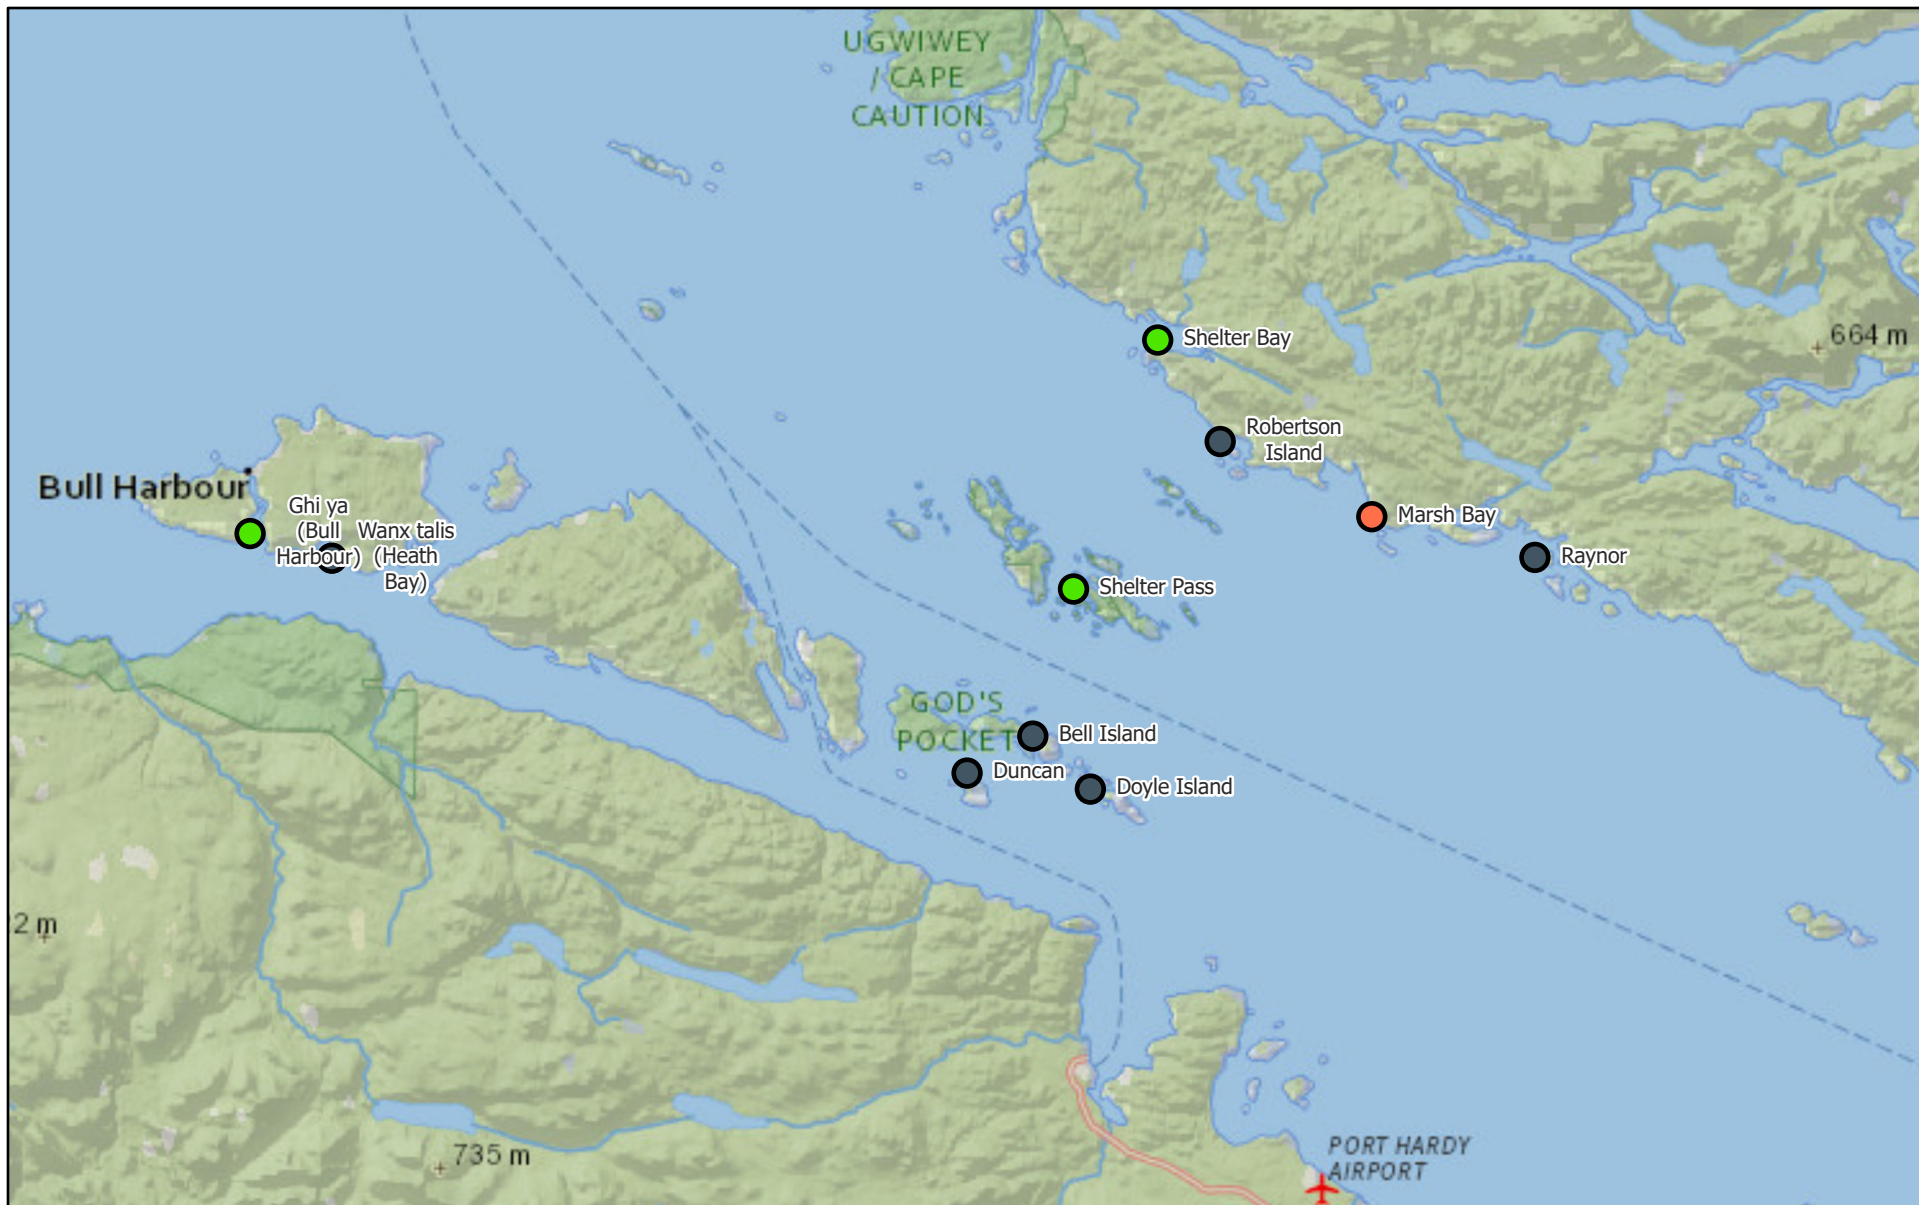 UGWIWEY
/ CAPE
CAUTION
Shelter Bay
664 m
Robertson
Island
Bull Harbour
Ghi ya
(Bull
Harbour)
Wanx talis
(Heath
Bay)
Marsh Bay
Raynor
Shelter Pass
GOD'S
POCKET
Bell Island
Duncan
Doyle Island
2 m
735 m
PORT HARDY
AIRPORT